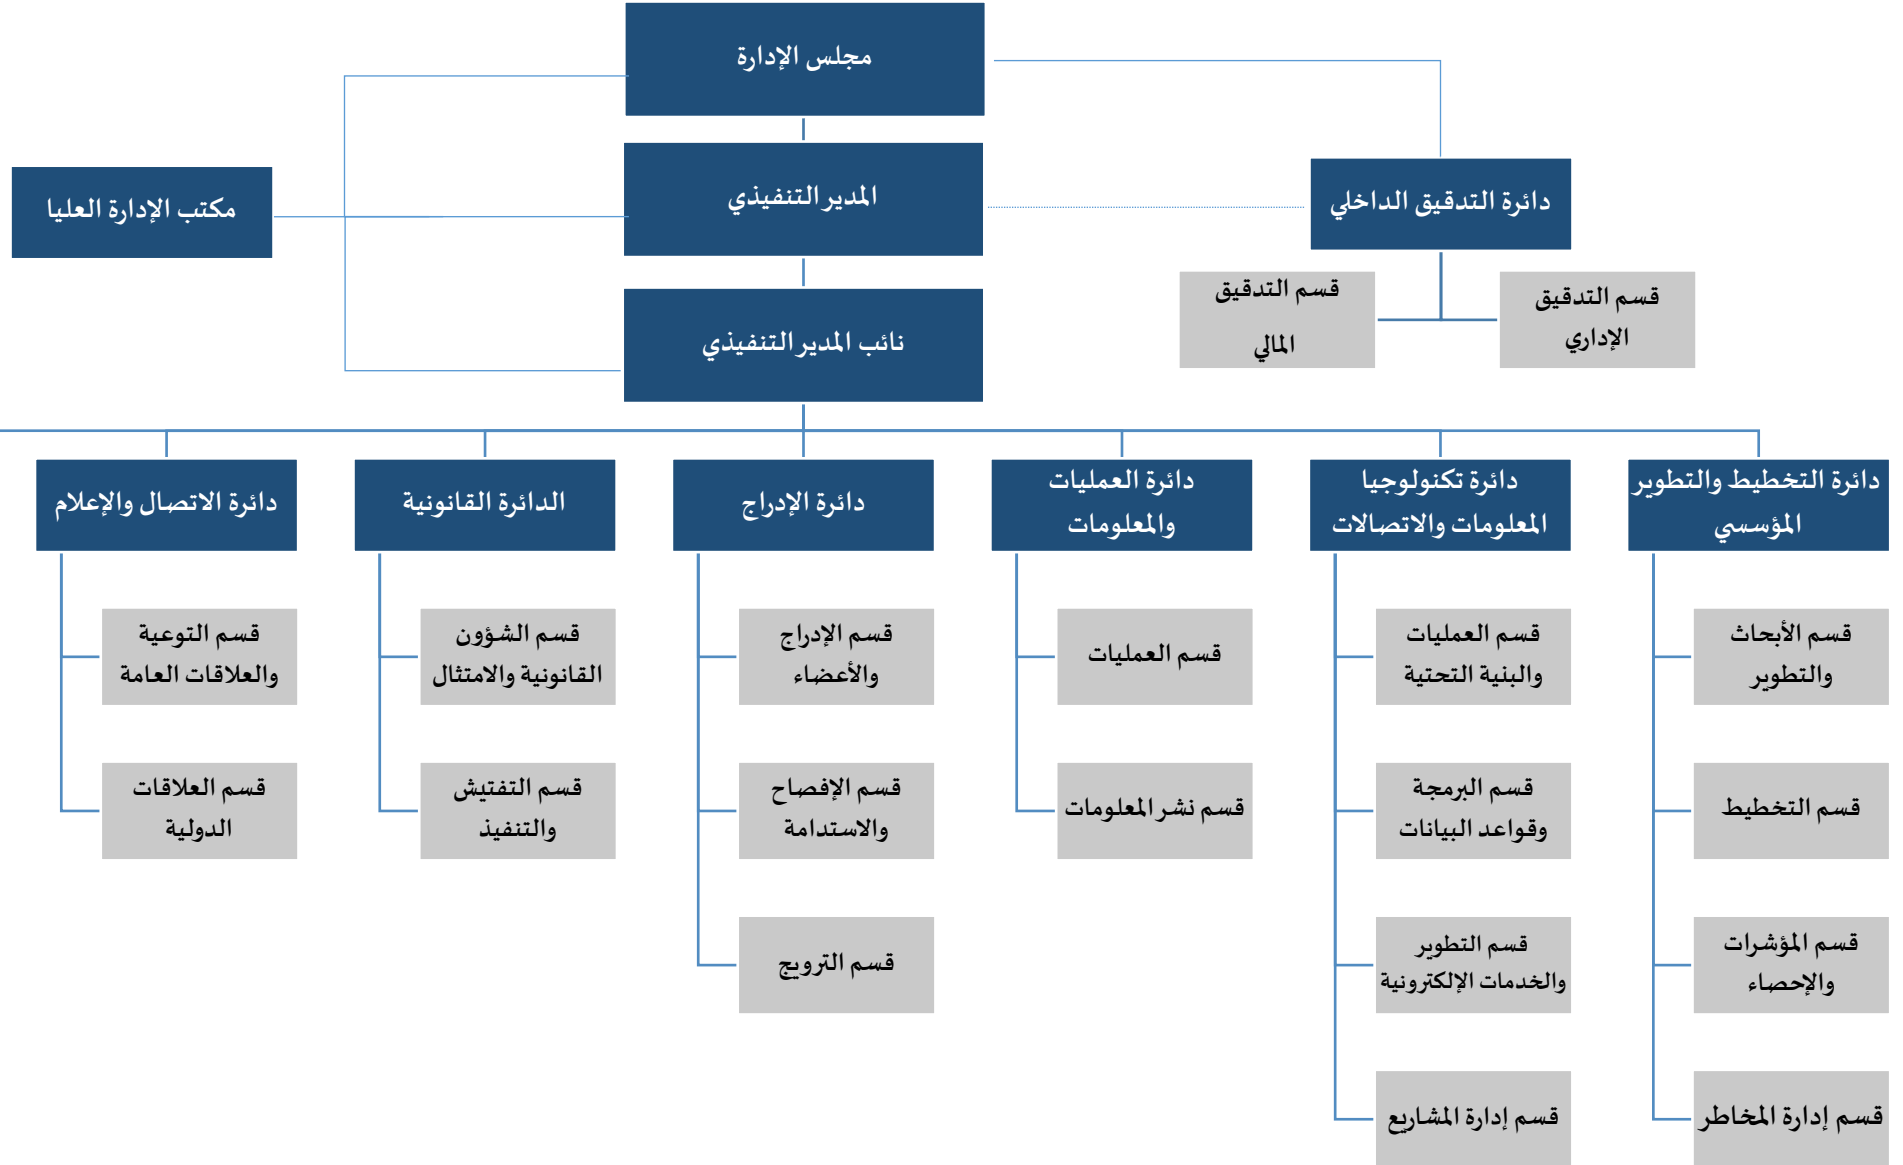 مجلس الإدارة
المدير التنفيذي
دائرة التدقيق الداخلي
مكتب الإدارة العليا
قسم التدقيق
الإداري
قسم التدقيق
المالي
نائب المدير التنفيذي
دائرة التخطيط والتطوير
المؤسسي
قسم الأبحاث
والتطوير
قسم التخطيط
قسم المؤشرات
والإحصاء
قسم إدارة المخاطر
دائرة تكنولوجيا
المعلومات والاتصالات
قسم العمليات
والبنية التحتية
قسم البرمجة
وقواعد البيانات
قسم التطوير
والخدمات الإلكترونية
قسم إدارة المشاريع
دائرة العمليات
والمعلومات
قسم العمليات
قسم نشر المعلومات
دائرة الإدراج
قسم الإدراج
والأعضاء
قسم الإفصاح
والاستدامة
قسم الترويج
الدائرة القانونية
قسم الشؤون
القانونية والامتثال
قسم التفتيش
والتنفيذ
دائرة الاتصال والإعلام
قسم التوعية
والعلاقات العامة
قسم العلاقات
الدولية